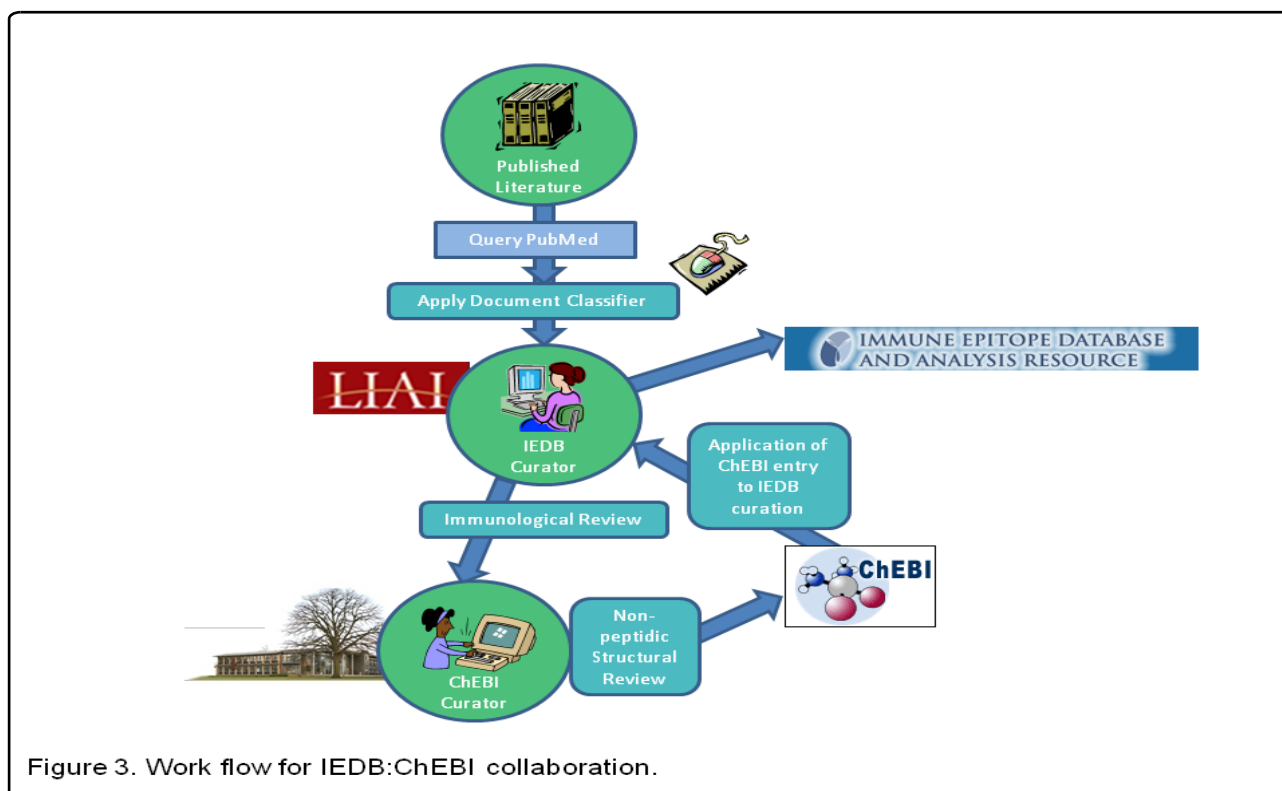 Published
Literature
Query PubMed
Apply Document Classifier
IMMUNE EPITOPE DATABASE
AND ANALYSIS RESOURCE
LIAI
IEDB
Curator
Application of
ChEBI entry
to IEDB
curation
Immunological Review
ChEBI
Non-
peptidic
Structural
Review
ChEBI
Curator
Figure 3. Work flow for IEDB:ChEBI collaboration.